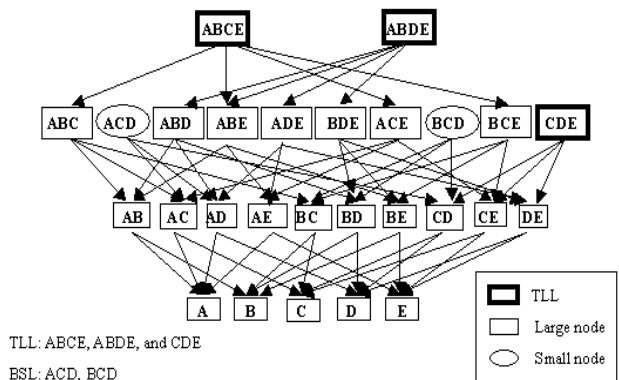 ABCE ABDE
ABC ACD ABD ABE ADE BDE ACE BCD BCE CDE
AB AC AD AE BC BD BE CD CE DE
A B C D E
TLL
Large node
Small node
TLL: ABCE, ABDE, and CDE
BSL: ACD, BCD